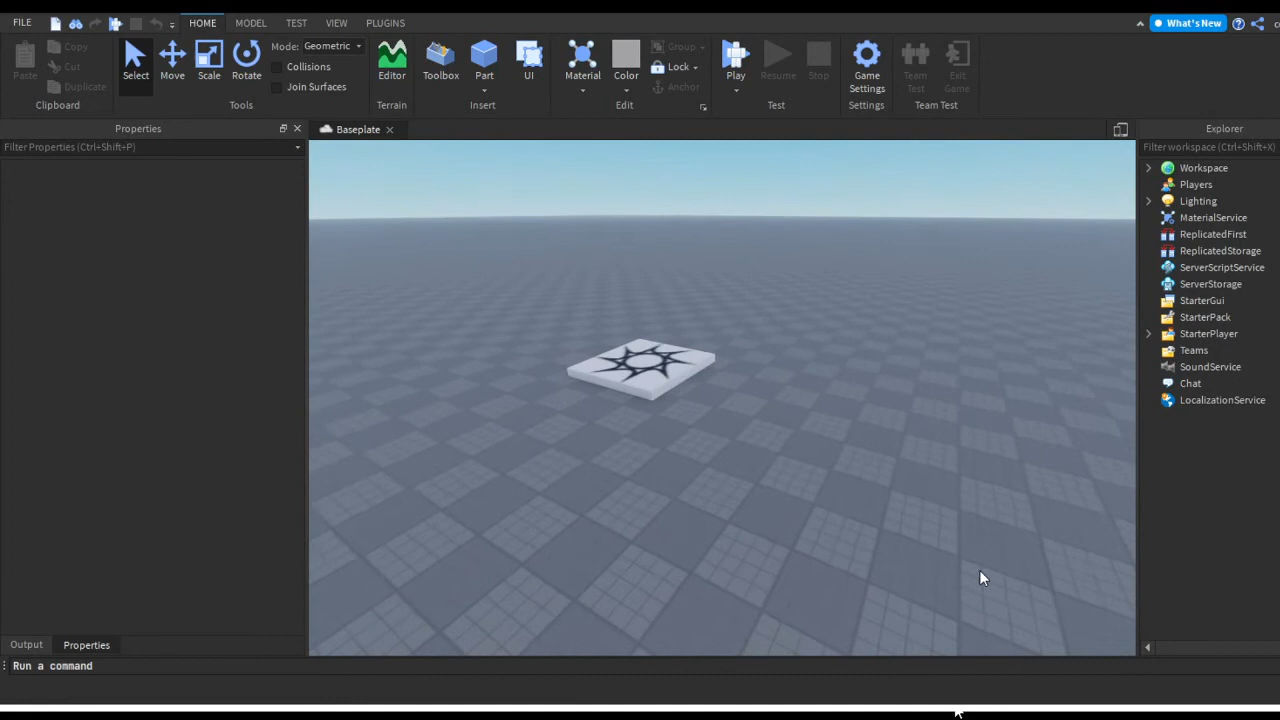 FILE HOME MODEL TEST VIEW PLUGINS What's New
Paste Copy Cut Duplicate
Select Move Scale Rotate
Mode: Geometric
Collisions
Join Surfaces
Editor Toolbox Part UI Material Color
Group
Lock
Anchor
Play Resume Stop Game Settings Team Test Exit Game
Clipboard Tools Terrain Insert Edit Test Settings Team Test
Properties
Filter Properties (Ctrl+Shift+P)
Baseplate
Explorer
Filter workspace (Ctrl+Shift+X)
Workspace
Players
Lighting
MaterialService
ReplicatedFirst
ReplicatedStorage
ServerScriptService
ServerStorage
StarterGui
StarterPack
StarterPlayer
Teams
SoundService
Chat
LocalizationService
Output Properties
Run a command